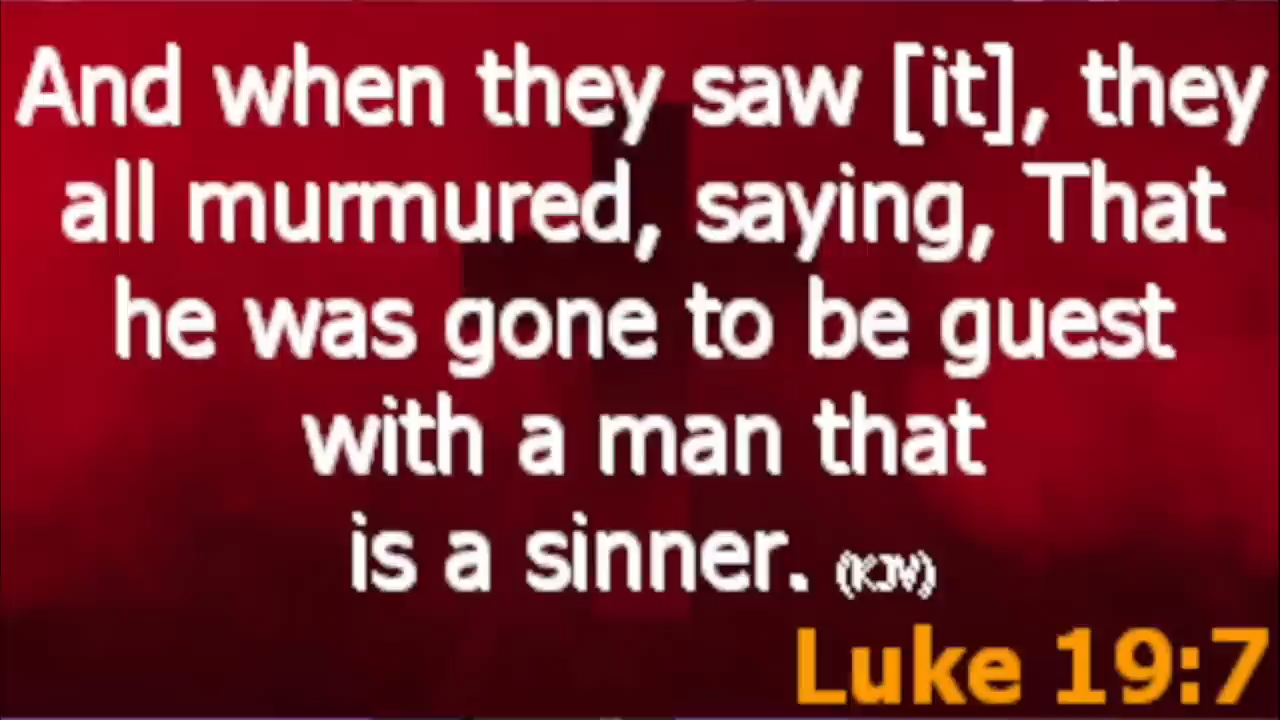 And when they saw [it], they
all murmured, saying, That
he was gone to be guest
with a man that
is a sinner. (KJV)
Luke 19:7